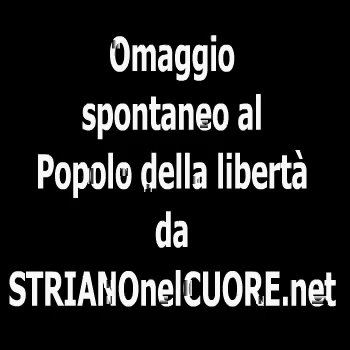 Omaggio
spontaneo al
Popolo della libertà
da
STRIANOnelCUORE.net